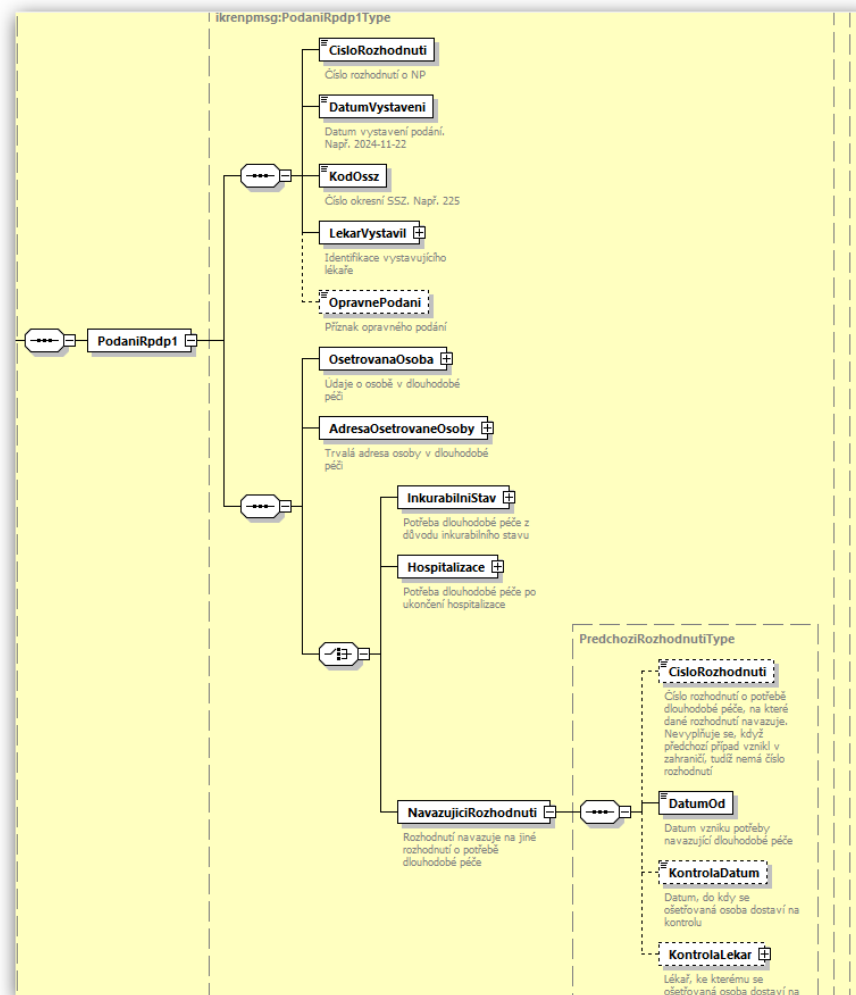 ikrenpmsg:PodaniRpdp1Type
CisloRozhodnuti
Číslo rozhodnutí o NP
DatumVystaveni
Datum vystavení podání.
Např. 2024-11-22
KodOssz
Číslo okresní SSZ. Např. 225
LekarVystavil
Identifikace vystavujícího
lékaře
OpravnePodani
Příznak opravného podání
PodaniRpdp1
OsetrovanaOsoba
Údaje o osobě v dlouhodobé
péči
AdresaOsetrovaneOsoby
Trvalá adresa osoby v dlouhodobé
péči
InkurabilniStav
Potřeba dlouhodobé péče z
důvodu inkurabilního stavu
Hospitalizace
Potřeba dlouhodobé péče po
ukončení hospitalizace
PredchoziRozhodnutiType
CisloRozhodnuti
Číslo rozhodnutí o potřebě
dlouhodobé péče, na které
dané rozhodnutí navazuje.
Nevyplňuje se, když
předchozí případ vznikl v
zahraničí, tudíž nemá číslo
rozhodnutí
NavazujiciRozhodnuti
Rozhodnutí navazuje na jiné
rozhodnutí o potřebě
dlouhodobé péče
DatumOd
Datum vzniku potřeby
navazující dlouhodobé péče
KontrolaDatum
Datum, do kdy se
ošetřovaná osoba dostaví na
kontrolu
KontrolaLekar
Lékař, ke kterému se
ošetřovaná osoba dostaví na